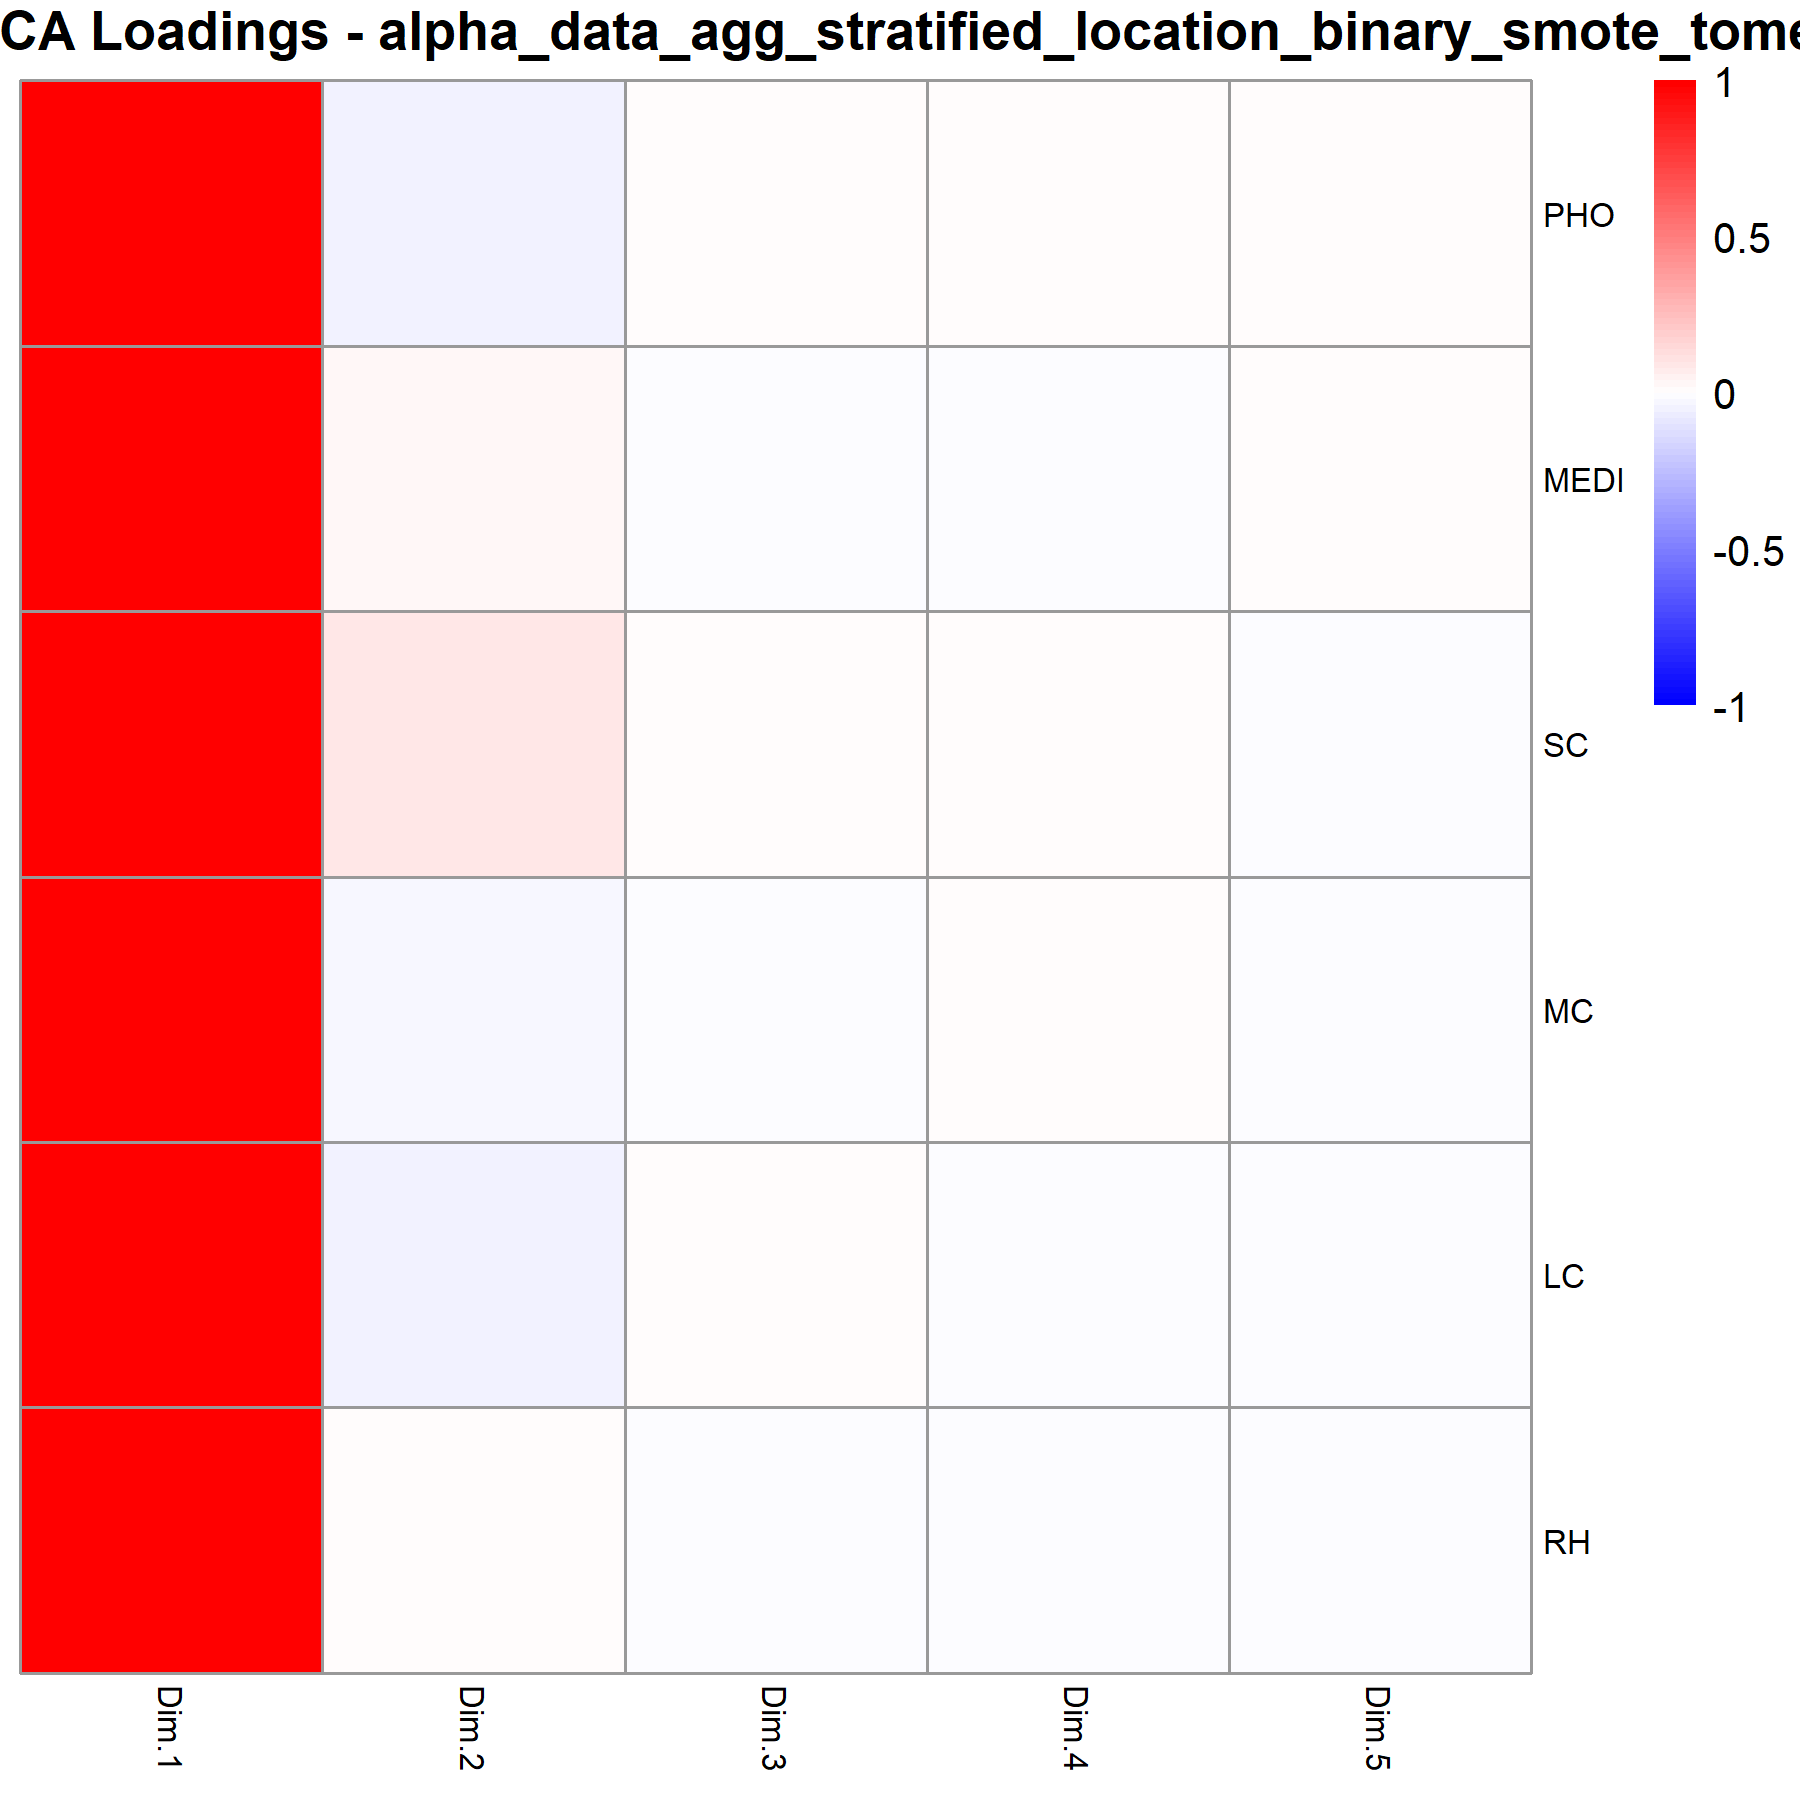 CA Loadings - alpha_data_agg_stratified_location_binary_smote_tome
1
0.5
0
-0.5
-1
PHO
MEDI
SC
MC
LC
RH
Dim.1
Dim.2
Dim.3
Dim.4
Dim.5